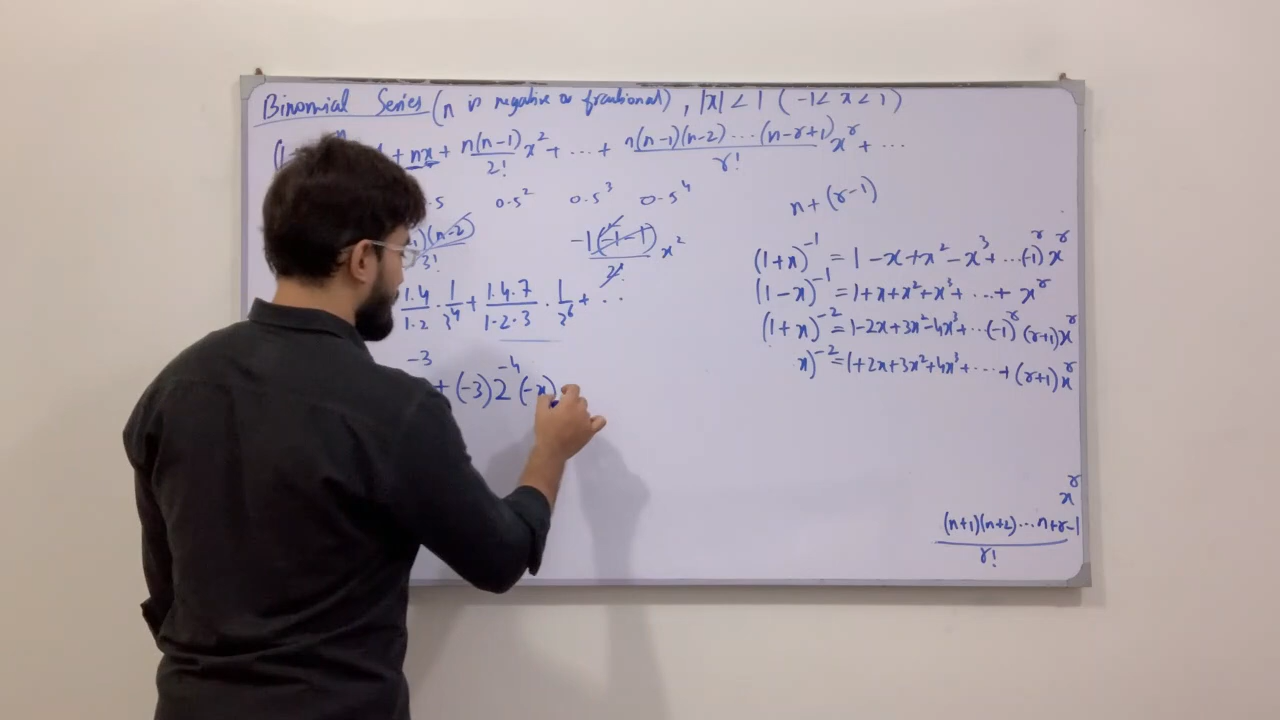 Binomial Series (n is negative or fractional), |x| < 1 (-1 < x < 1)
n + nx + n(n-1)/2! x² + ... + n(n-1)(n-2) ... (n-r+1)/r! x^r + ...
.5 0.5² 0.5³ 0.5⁴
n+(r-1)
)(n-2)/3! -1(-1-1)/2! x²
(1+x)^-1 = 1-x+x²-x³+...(-1)^r x^r
1.4/1.2 . 1/3⁴ + 1.4.7/1.2.3 . 1/3⁶ + ...
(1-x)^-1 = 1+x+x²+x³+...+ x^r
(1+x)^-2 = 1-2x+3x²-4x³+...(-1)^r (r+1)x^r
x)^-2 = 1+2x+3x²+4x³+...+(r+1)x^r
-3
+ (-3) 2^-4 (-x)
x^r
(n+1)(n+2)...n+r-1/r!